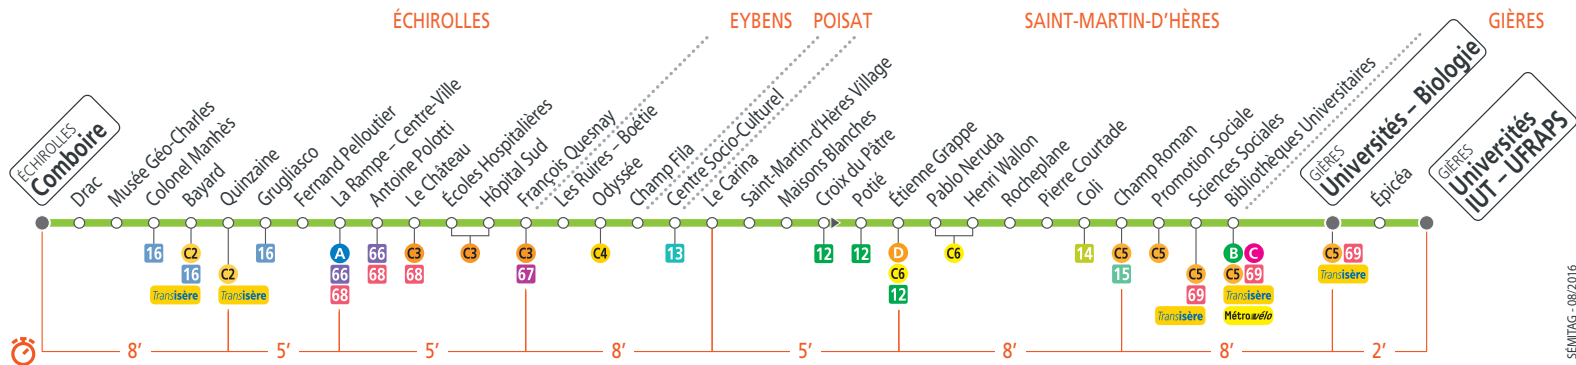 ÉCHIROLLES
EYBENS
POISAT
SAINT-MARTIN-D'HÈRES
GIÈRES
ÉCHIROLLES
Comboire
Drac
Musée Géo-Charles
Colonel Manhès
Bayard
Quinzaine
Grugliasco
Fernand Pelloutier
La Rampe – Centre-Ville
Antoine Polotti
Le Château
Écoles Hospitalières
Hôpital Sud
François Quesnay
Les Ruires – Boétie
Odyssée
Champ Fila
Centre Socio-Culturel
Le Carina
Saint-Martin-d'Hères Village
Maisons Blanches
Croix du Pâtre
Potié
Étienne Grappe
Pablo Neruda
Henri Wallon
Rocheplane
Pierre Courtade
Coli
Champ Roman
Promotion Sociale
Sciences Sociales
Bibliothèques Universitaires
GIÈRES
Universités – Biologie
Épicéa
GIÈRES
Universités
IUT – UFRAPS
16
C2
16
Transisère
C2
Transisère
16
A
66
68
66
68
C3
68
C3
C3
67
C4
13
12
12
D
C6
12
C6
14
C5
15
C5
C5
69
Transisère
B C
C5 69
Transisère
Métrovélo
C5 69
Transisère
8' 5' 5' 8' 5' 8' 8' 2'
SÉMITAG - 08/2016